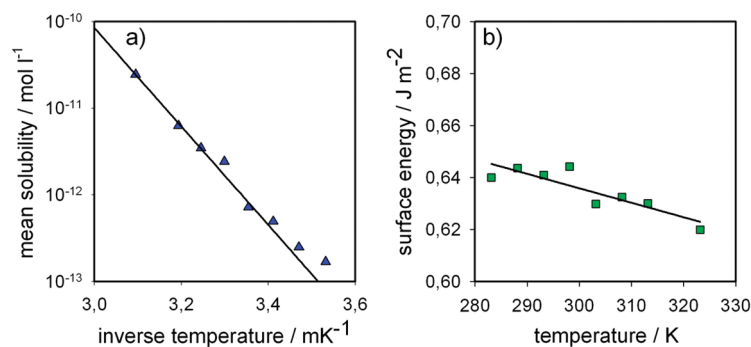 a)
mean solubility / mol l-1
10-10
10-11
10-12
10-13
3,0 3,2 3,4 3,6
inverse temperature / mK-1
b)
surface energy / J m-2
0,70
0,68
0,66
0,64
0,62
0,60
280 290 300 310 320 330
temperature / K